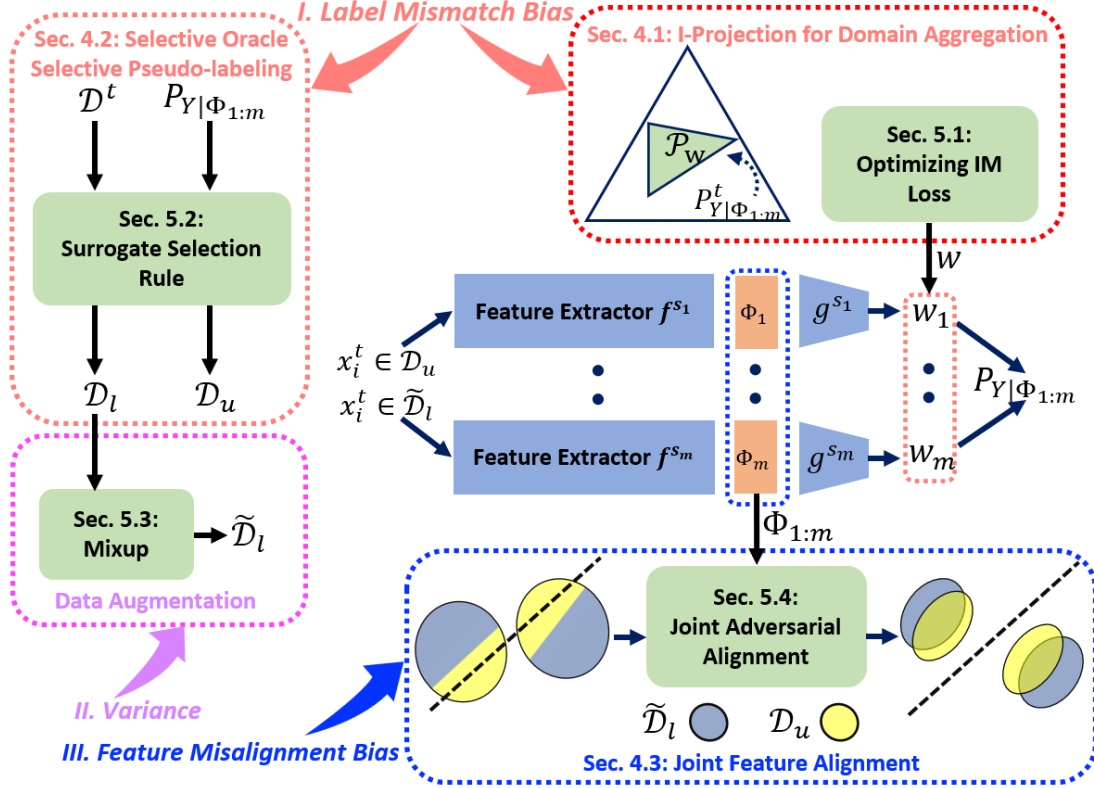 I. Label Mismatch Bias
Sec. 4.2: Selective Oracle
Selective Pseudo-labeling
𝒟ᵗ
P_{Y|Φ_{1:m}}
Sec. 5.2:
Surrogate Selection
Rule
𝒟_l
𝒟_u
Sec. 5.3:
Mixup
𝒟̃_l
Data Augmentation
II. Variance
III. Feature Misalignment Bias
Sec. 4.1: I-Projection for Domain Aggregation
𝒫_w
P^t_{Y|Φ_{1:m}}
Sec. 5.1:
Optimizing IM
Loss
w
x_i^t ∈ 𝒟_u
x_i^t ∈ 𝒟̃_l
Feature Extractor f^{s_1}
Φ_1
g^{s_1}
w_1
Feature Extractor f^{s_m}
Φ_m
g^{s_m}
w_m
P_{Y|Φ_{1:m}}
Φ_{1:m}
Sec. 5.4:
Joint Adversarial
Alignment
𝒟̃_l
𝒟_u
Sec. 4.3: Joint Feature Alignment